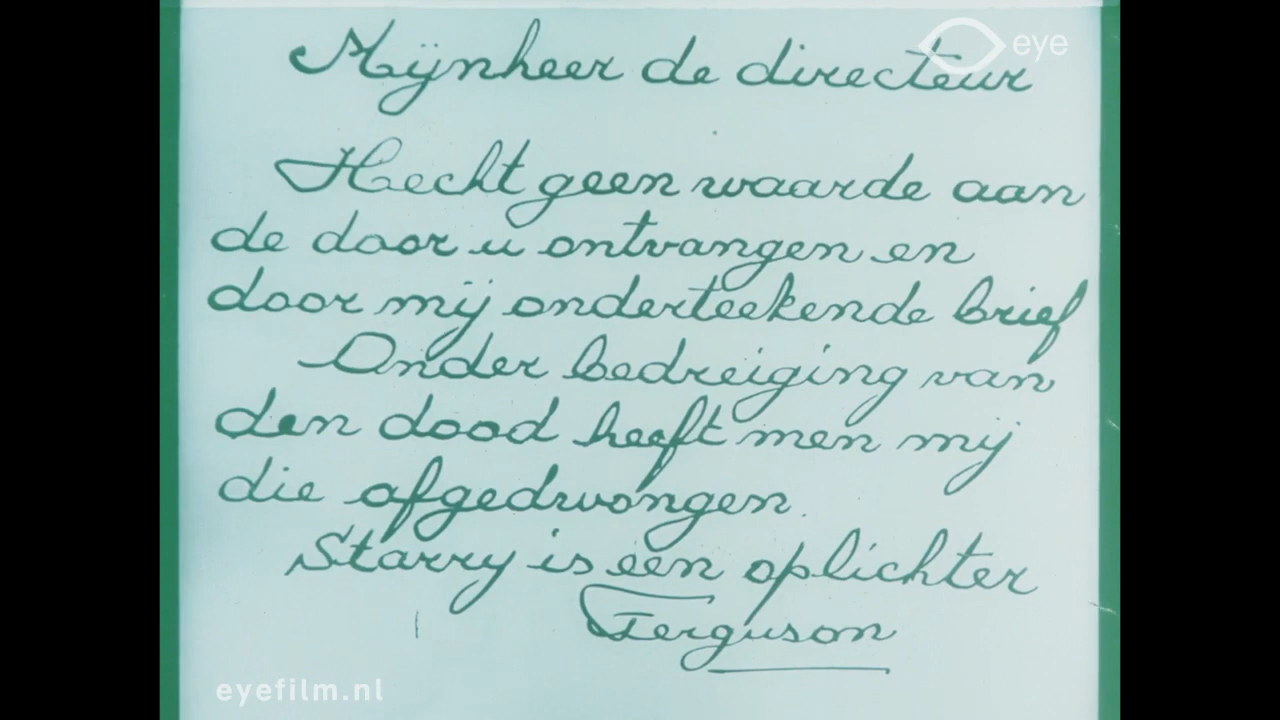 eye
Mijnheer de directeur
Hecht geen waarde aan
de door u ontvangen en
door mij onderteekende brief
Onder bedreiging van
den dood heeft men mij
die afgedwongen.
Starry is een oplichter
Ferguson
eyefilm.nl